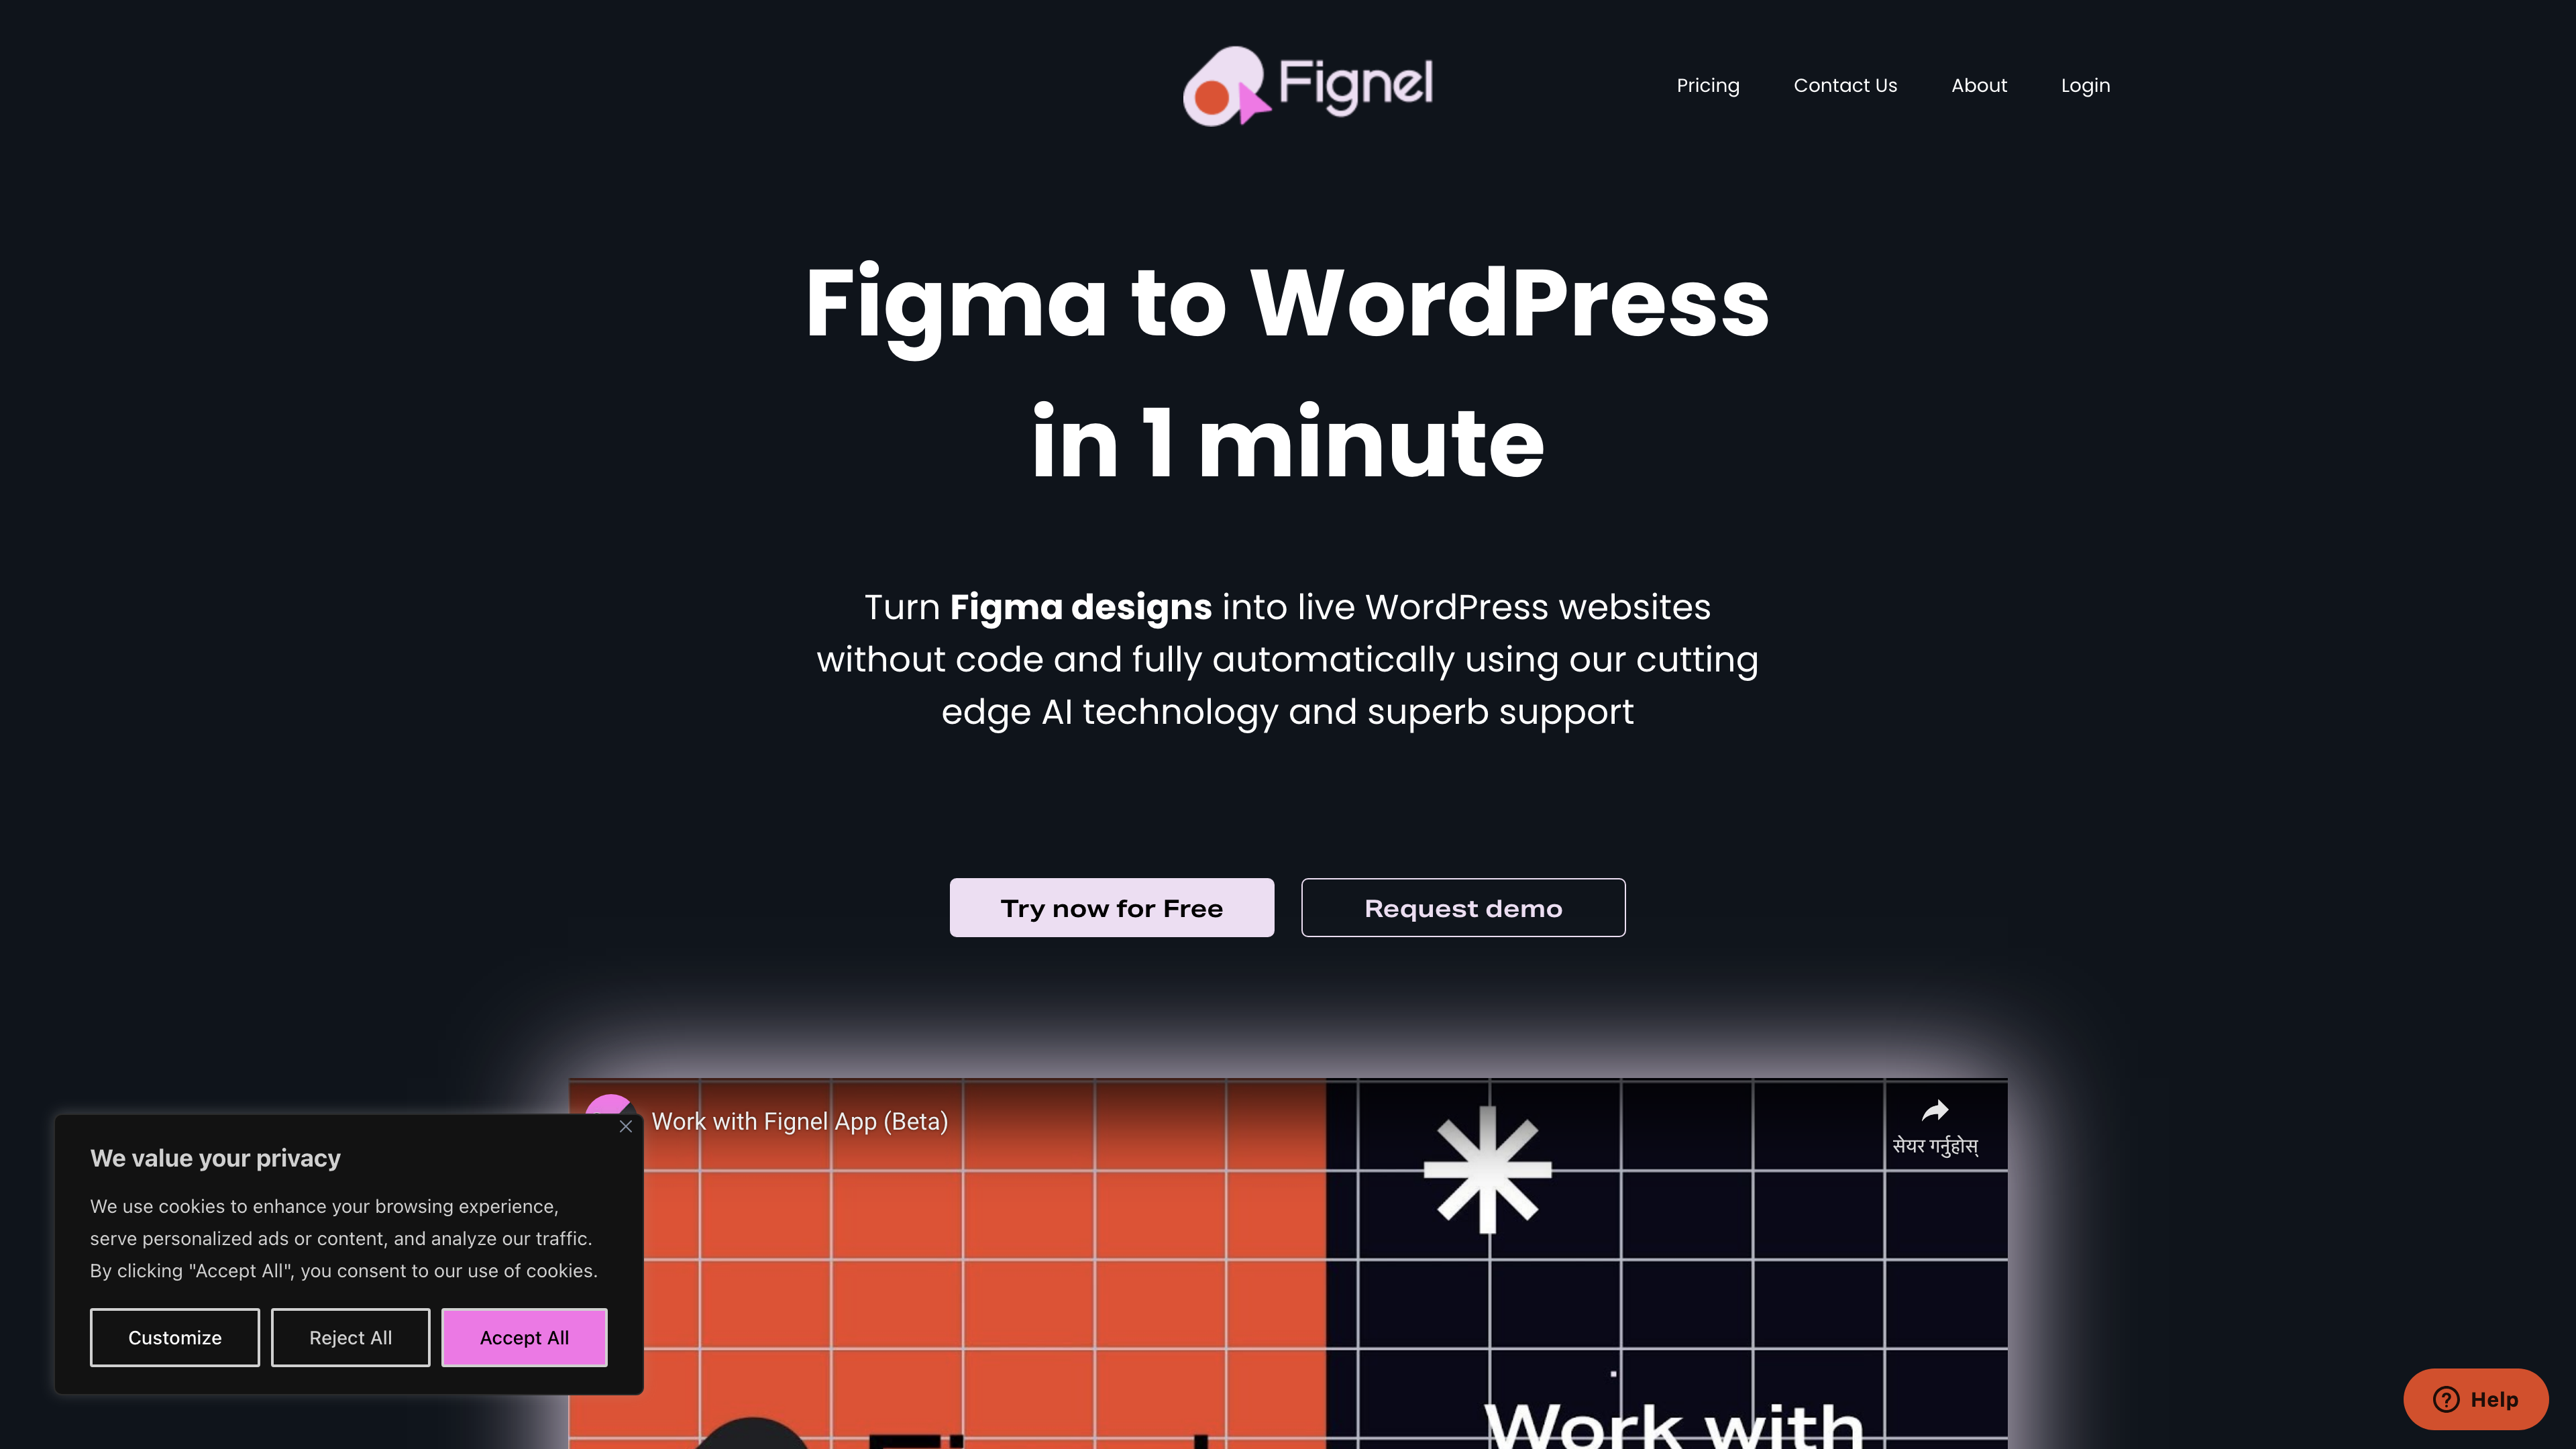 Fignel
Pricing
Contact Us
About
Login
Figma to WordPress
in 1 minute
Turn Figma designs into live WordPress websites
without code and fully automatically using our cutting
edge AI technology and superb support
Try now for Free
Request demo
Work with Fignel App (Beta)
सेयर गर्नुहोस्
We value your privacy
We use cookies to enhance your browsing experience,
serve personalized ads or content, and analyze our traffic.
By clicking "Accept All", you consent to our use of cookies.
Customize
Reject All
Accept All
Work with
Help